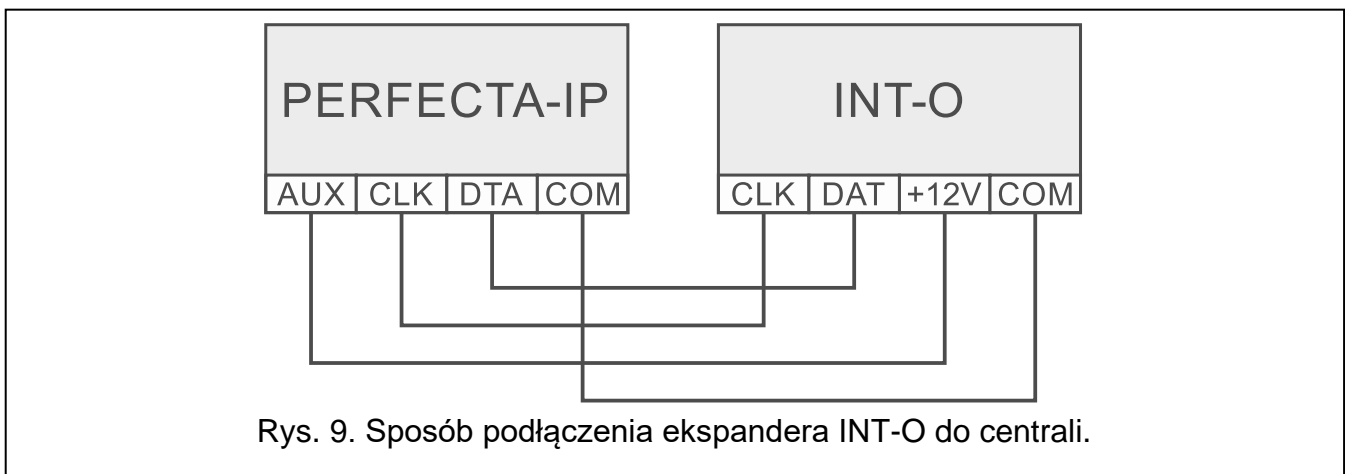 PERFECTA-IP INT-O
AUX CLK DTA COM CLK DAT +12V COM
Rys. 9. Sposób podłączenia ekspandera INT-O do centrali.